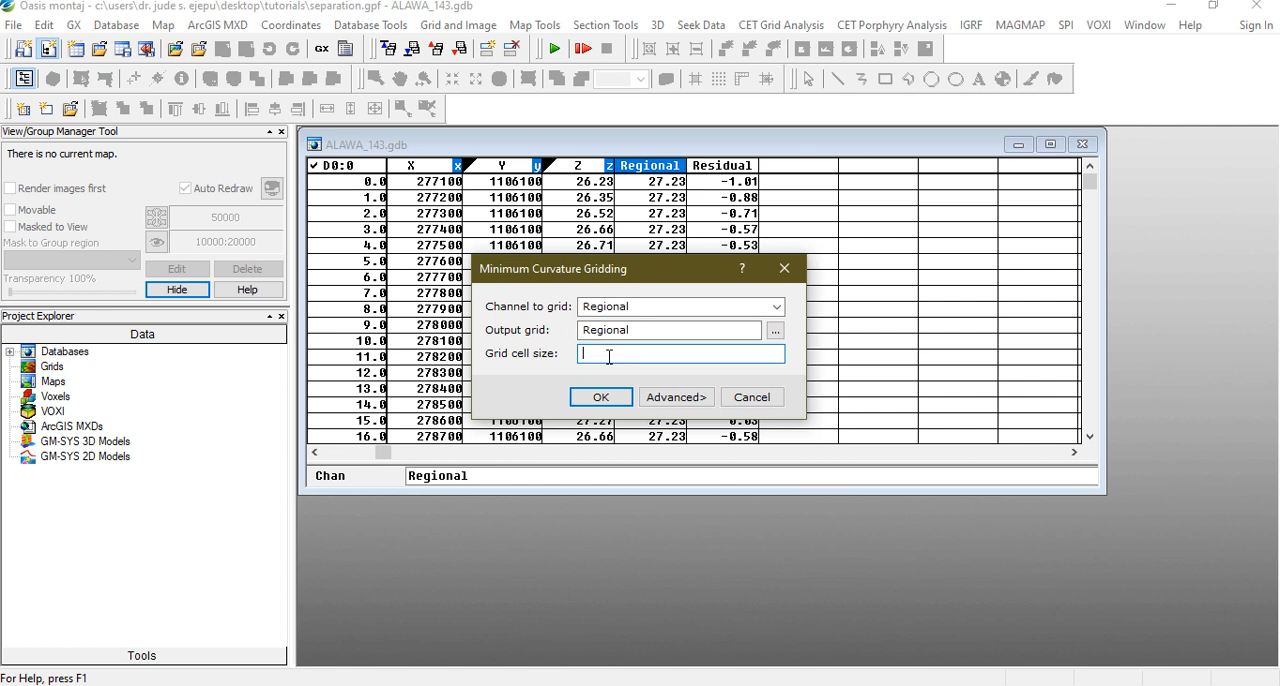 Oasis montaj - c:\users\dr. jude s. ejepu\desktop\tutorials\separation.gpf - ALAWA_143.gdb
File Edit GX Database Map ArcGIS MXD Coordinates Database Tools Grid and Image Map Tools Section Tools 3D Seek Data CET Grid Analysis CET Porphyry Analysis IGRF MAGMAP SPI VOXI Window Help Sign In
GX
View/Group Manager Tool
There is no current map.
Render images first Auto Redraw
Movable
Masked to View 50000
Mask to Group region 10000:20000
Edit Delete
Transparency 100%
Hide Help
Project Explorer
Data
Databases
Grids
Maps
Voxels
VOXI
ArcGIS MXDs
GM-SYS 3D Models
GM-SYS 2D Models
Tools
ALAWA_143.gdb
D0:0 X x Y y Z z Regional Residual
0.0 277100 1106100 26.23 27.23 -1.01
1.0 277200 1106100 26.35 27.23 -0.88
2.0 277300 1106100 26.52 27.23 -0.71
3.0 277400 1106100 26.66 27.23 -0.57
4.0 277500 1106100 26.71 27.23 -0.53
5.0 277600
6.0 277700
7.0 277800
8.0 277900
9.0 278000
10.0 278100
11.0 278200
12.0 278300
13.0 278400
14.0 278500
15.0 278600 1106100 27.27 27.23 0.03
16.0 278700 1106100 26.66 27.23 -0.58
Chan Regional
Minimum Curvature Gridding ?
Channel to grid: Regional
Output grid: Regional ...
Grid cell size:
OK Advanced> Cancel
For Help, press F1